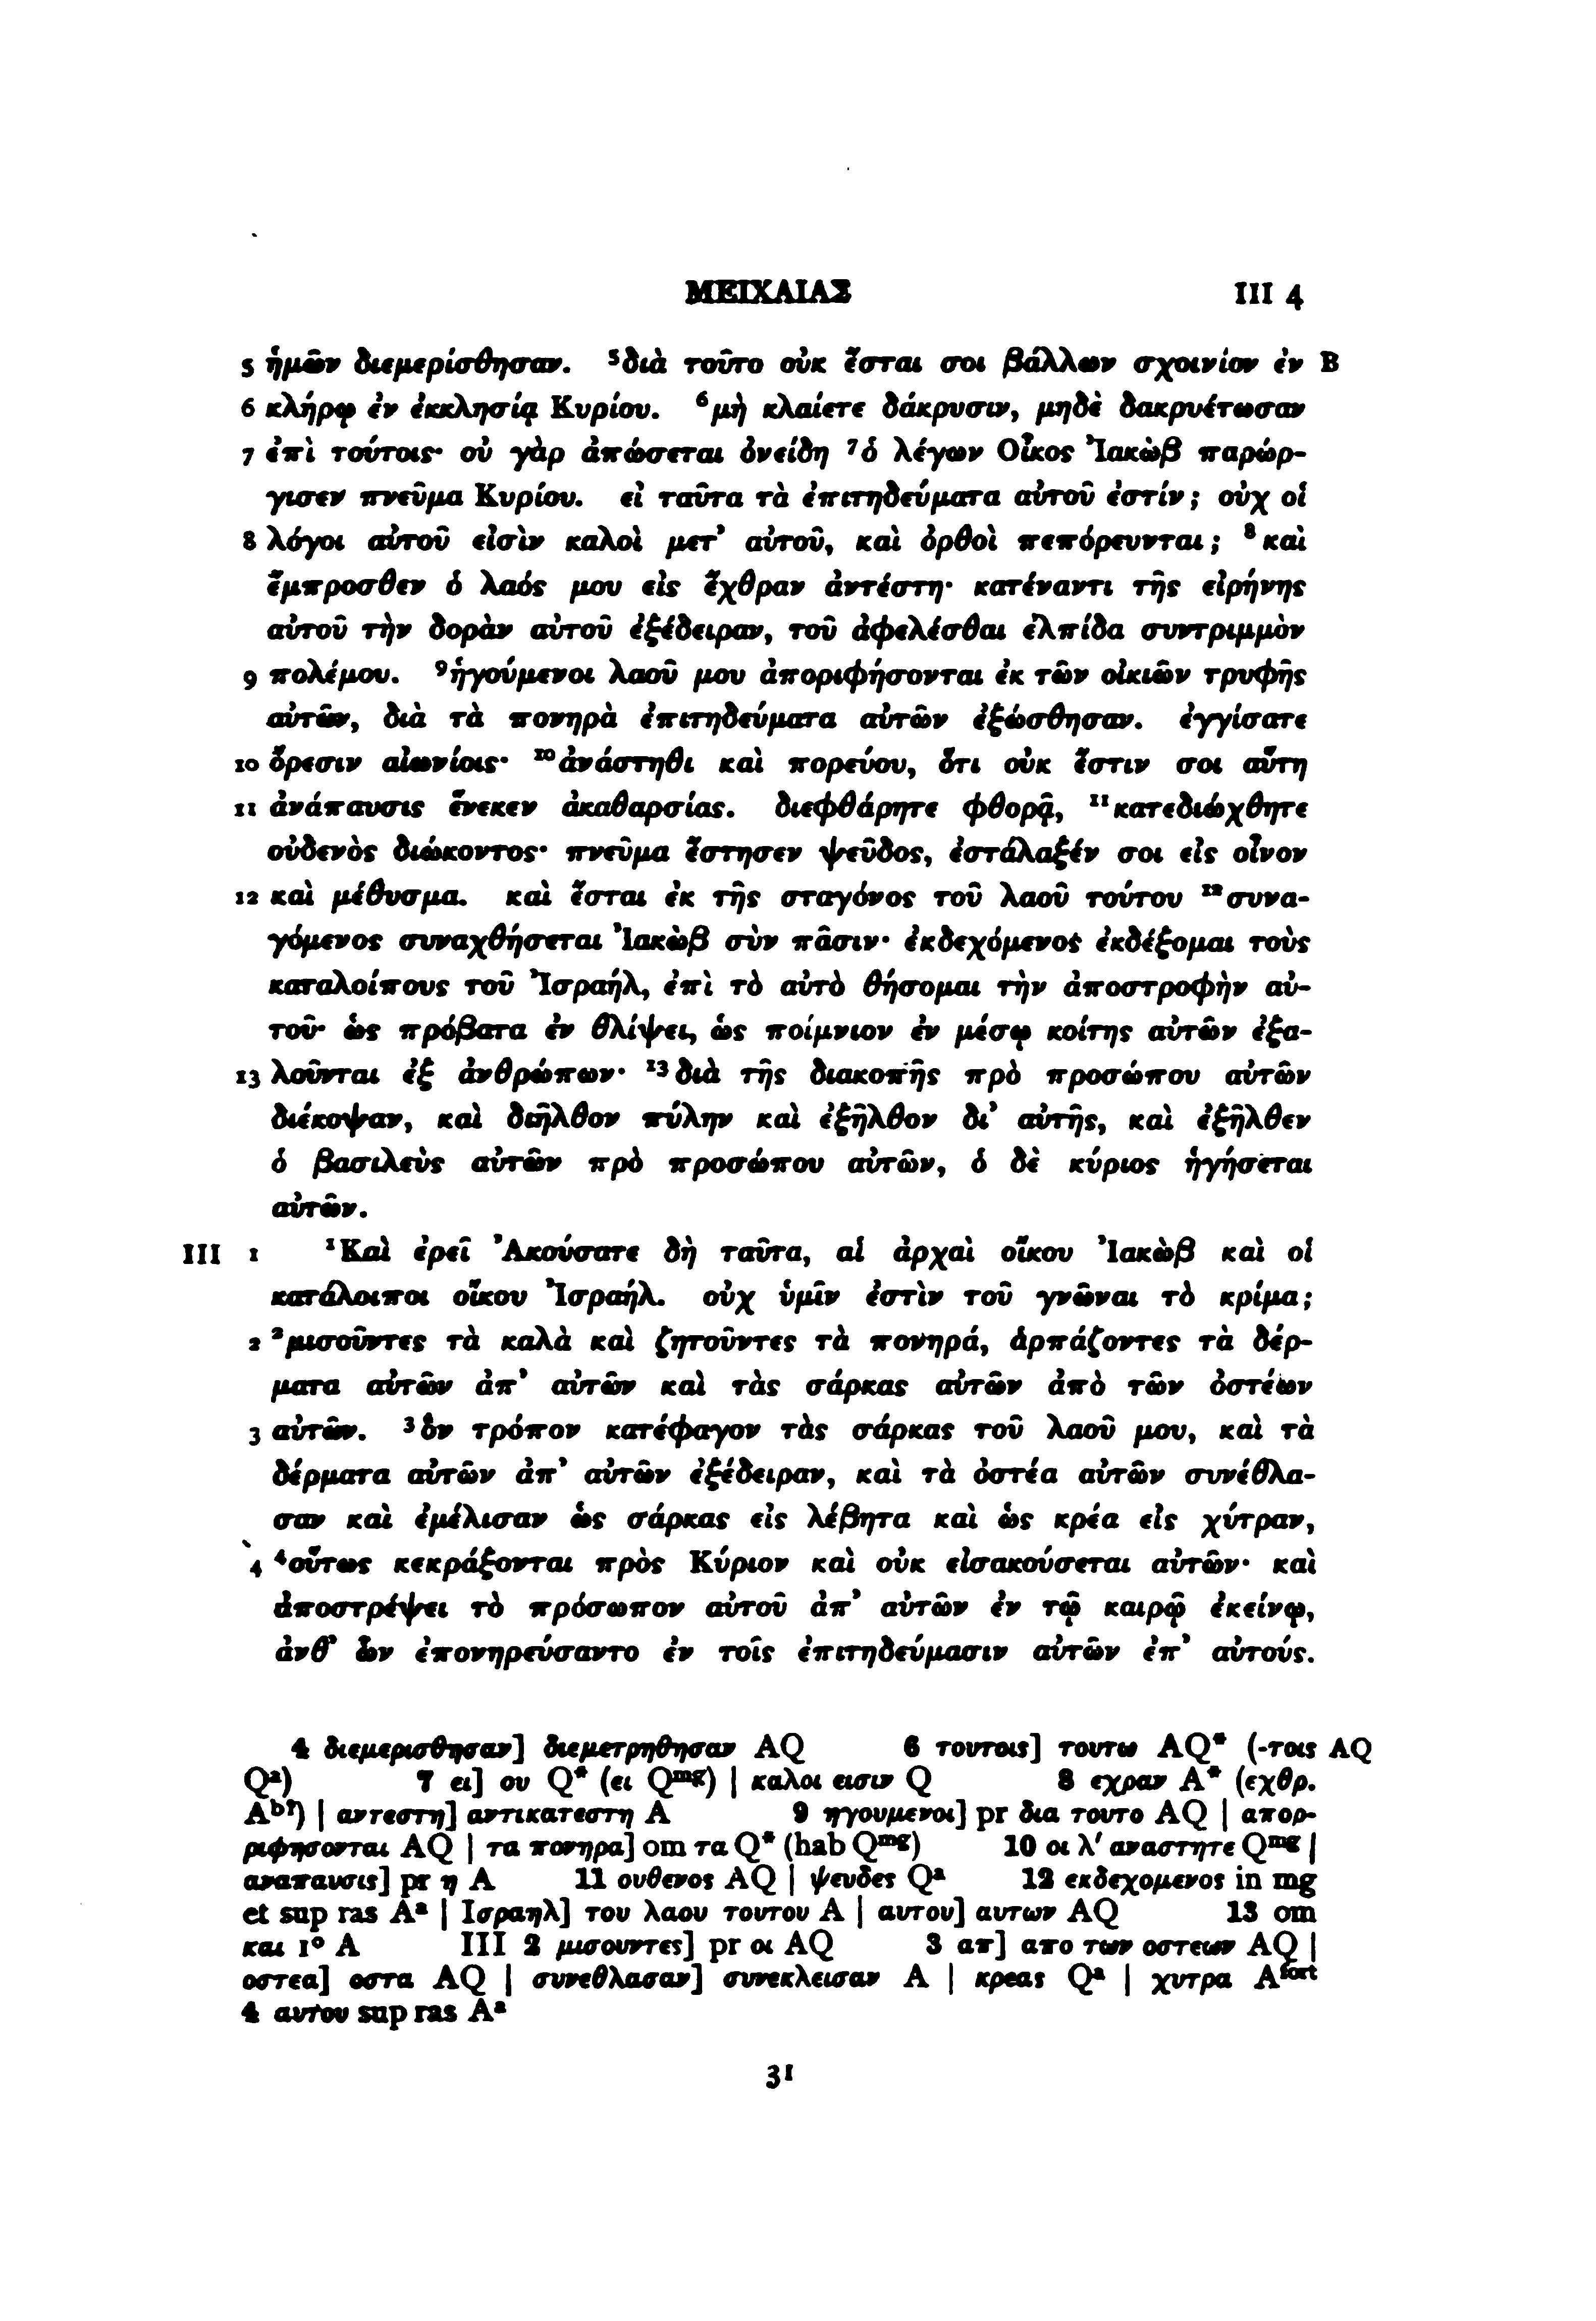 ΜΕΙΧΑΙΑΣ III 4
5 ἡμῶν διεμερίσθησαν. ⁵διὰ τοῦτο οὐκ ἔσται σοι βάλλων σχοινίον ἐν B
6 κλήρῳ ἐν ἐκκλησίᾳ Κυρίου. ⁶μὴ κλαίετε δάκρυσιν, μηδὲ δακρυέτωσαν
7 ἐπὶ τούτοις· οὐ γὰρ ἀπώσεται ὀνείδη ⁷ὁ λέγων Οἶκος Ἰακὼβ παρώρ-
γισεν πνεῦμα Κυρίου. εἰ ταῦτα τὰ ἐπιτηδεύματα αὐτοῦ ἐστίν; οὐχ οἱ
8 λόγοι αὐτοῦ εἰσὶν καλοὶ μετ᾽ αὐτοῦ, καὶ ὀρθοὶ πεπόρευνται; ⁸καὶ
ἔμπροσθεν ὁ λαός μου εἰς ἔχθραν ἀντέστη· κατέναντι τῆς εἰρήνης
αὐτοῦ τὴν δορὰν αὐτοῦ ἐξέδειραν, τοῦ ἀφελέσθαι ἐλπίδα συντριμμὸν
9 πολέμου. ⁹ἡγούμενοι λαοῦ μου ἀποριφήσονται ἐκ τῶν οἰκιῶν τρυφῆς
αὐτῶν, διὰ τὰ πονηρὰ ἐπιτηδεύματα αὐτῶν ἐξώσθησαν. ἐγγίσατε
10 ὄρεσιν αἰωνίοις· ¹⁰ἀνάστηθι καὶ πορεύου, ὅτι οὐκ ἔστιν σοι αὕτη
11 ἀνάπαυσις ἕνεκεν ἀκαθαρσίας. διεφθάρητε φθορᾷ, ¹¹κατεδιώχθητε
οὐδενὸς διώκοντος· πνεῦμα ἔστησεν ψεῦδος, ἐστάλαξέν σοι εἰς οἶνον
12 καὶ μέθυσμα. καὶ ἔσται ἐκ τῆς σταγόνος τοῦ λαοῦ τούτου ¹²συνα-
γόμενος συναχθήσεται Ἰακὼβ σὺν πᾶσιν· ἐκδεχόμενος ἐκδέξομαι τοὺς
καταλοίπους τοῦ Ἰσραήλ, ἐπὶ τὸ αὐτὸ θήσομαι τὴν ἀποστροφὴν αὐ-
τοῦ· ὡς πρόβατα ἐν θλίψει, ὡς ποίμνιον ἐν μέσῳ κοίτης αὐτῶν ἐξα-
13 λοῦνται ἐξ ἀνθρώπων· ¹³διὰ τῆς διακοπῆς πρὸ προσώπου αὐτῶν
διέκοψαν, καὶ διῆλθον πύλην καὶ ἐξῆλθον δι᾽ αὐτῆς, καὶ ἐξῆλθεν
ὁ βασιλεὺς αὐτῶν πρὸ προσώπου αὐτῶν, ὁ δὲ κύριος ἡγήσεται
αὐτῶν.
III 1 ¹Καὶ ἐρεῖ Ἀκούσατε δὴ ταῦτα, αἱ ἀρχαὶ οἴκου Ἰακὼβ καὶ οἱ
κατάλοιποι οἴκου Ἰσραήλ. οὐχ ὑμῖν ἐστὶν τοῦ γνῶναι τὸ κρίμα;
2 ²μισοῦντες τὰ καλὰ καὶ ζητοῦντες τὰ πονηρά, ἁρπάζοντες τὰ δέρ-
ματα αὐτῶν ἀπ᾽ αὐτῶν καὶ τὰς σάρκας αὐτῶν ἀπὸ τῶν ὀστέων
3 αὐτῶν. ³ὃν τρόπον κατέφαγον τὰς σάρκας τοῦ λαοῦ μου, καὶ τὰ
δέρματα αὐτῶν ἀπ᾽ αὐτῶν ἐξέδειραν, καὶ τὰ ὀστέα αὐτῶν συνέθλα-
σαν καὶ ἐμέλισαν ὡς σάρκας εἰς λέβητα καὶ ὡς κρέα εἰς χύτραν,
4 ⁴οὕτως κεκράξονται πρὸς Κύριον καὶ οὐκ εἰσακούσεται αὐτῶν· καὶ
ἀποστρέψει τὸ πρόσωπον αὐτοῦ ἀπ᾽ αὐτῶν ἐν τῷ καιρῷ ἐκείνῳ,
ἀνθ᾽ ὧν ἐπονηρεύσαντο ἐν τοῖς ἐπιτηδεύμασιν αὐτῶν ἐπ᾽ αὐτούς.
4 διεμερισθησαν] διεμετρηθησαν AQ 6 τουτοις] τουτω AQ* (-τοις AQ
Qᵃ) 7 ει] ου Q* (ει Qᵐᵍ) | καλοι εισιν Q 8 εχραν A* (εχθρ.
Aᵇ?) | αντεστη] αντικατεστη A 9 ηγουμενοι] pr δια τουτο AQ | απορ-
ριφησονται AQ | τα πονηρα] om τα Q* (hab Qᵐᵍ) 10 οι λ′ αναστητε Qᵐᵍ |
αναπαυσις] pr η A 11 ουθενος AQ | ψευδες Qᵃ 12 εκδεχομενος in mg
et sup ras Aᵃ | Ισραηλ] του λαου τουτου A | αυτου] αυτων AQ 13 om
και 1° A III 2 μισουντες] pr οι AQ 3 απ] απο των οστεων AQ |
οστεα] οστα AQ | συνεθλασαν] συνεκλεισαν A | κρεας Qᵃ | χυτρα Aᶠᵒʳᵗ
4 αυτου sup ras Aᵃ
31